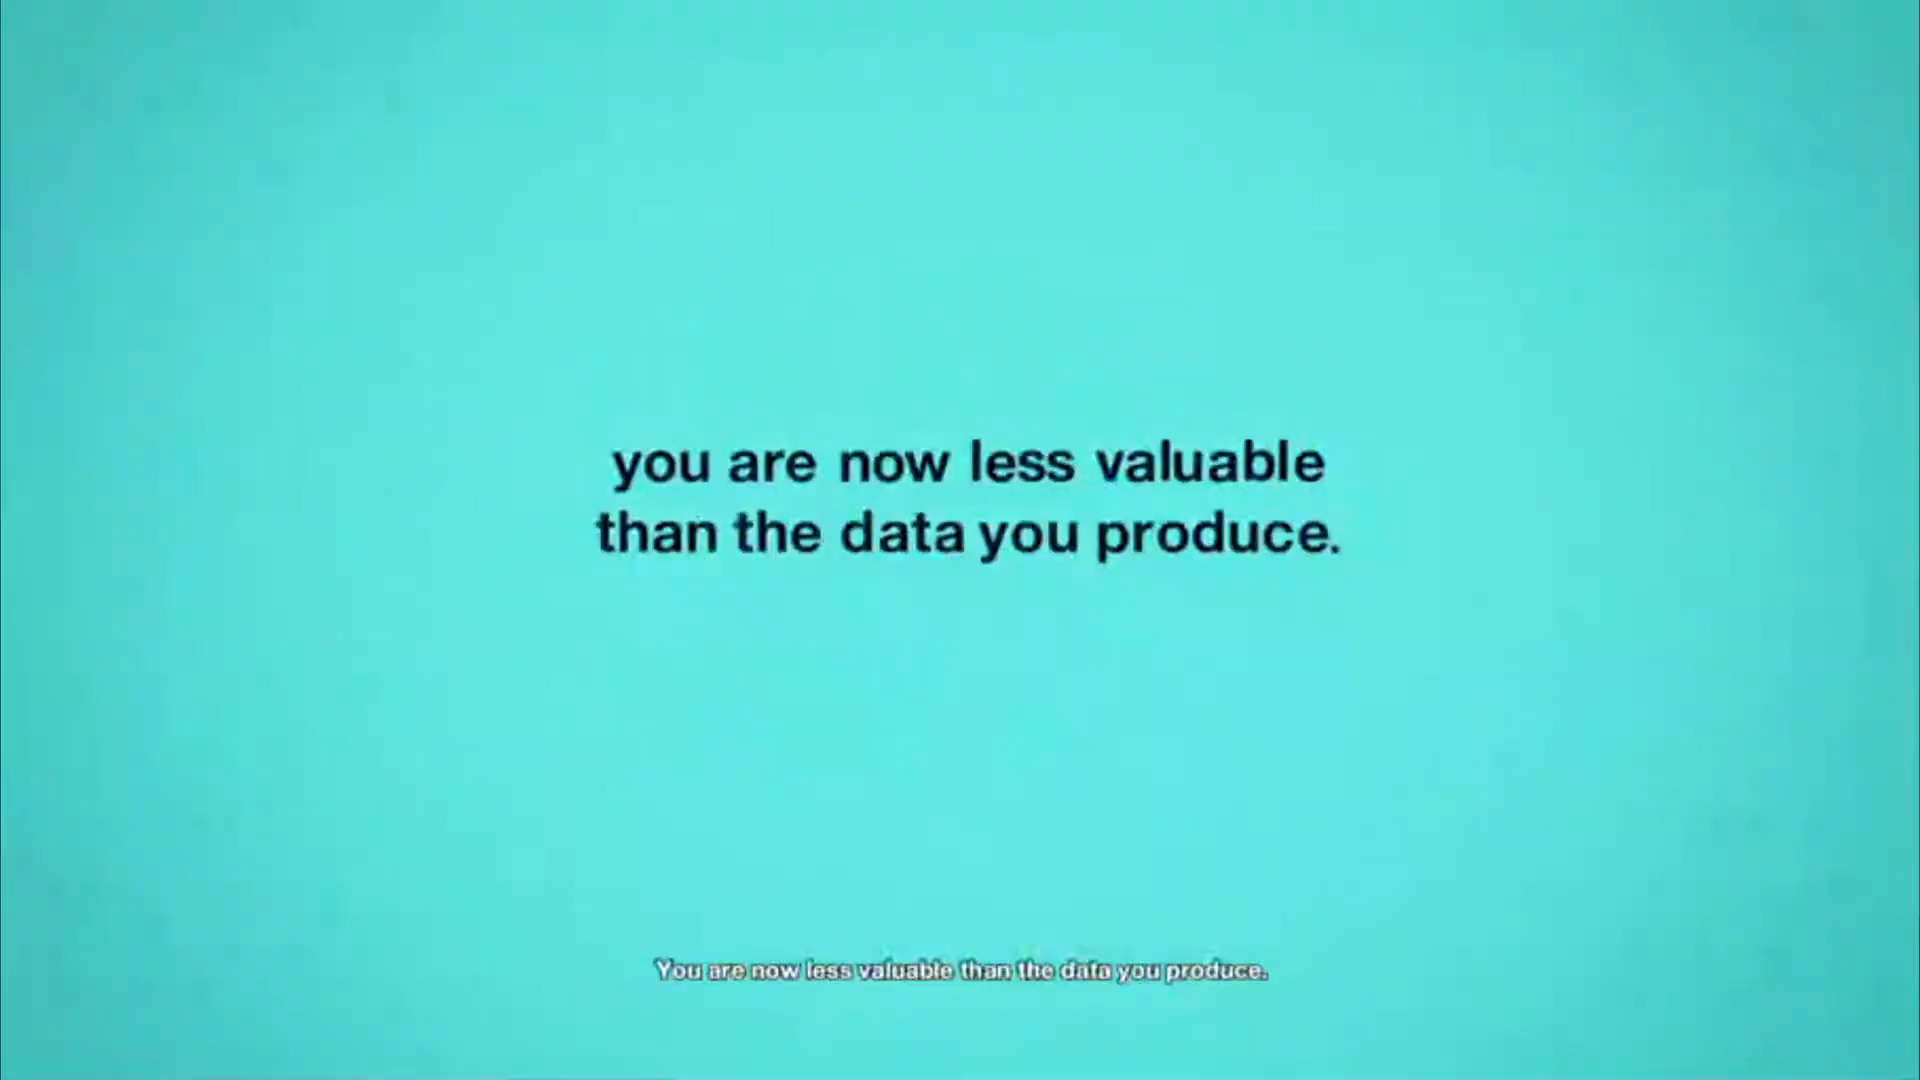 you are now less valuable
than the data you produce.
You are now less valuable than the data you produce.